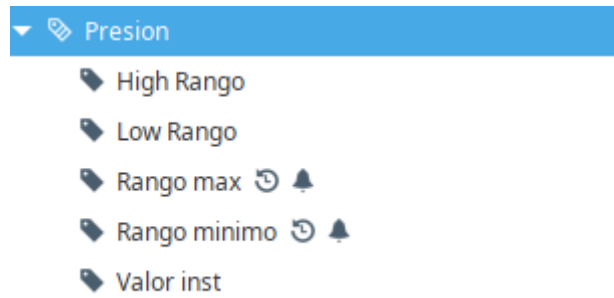 Presion
High Rango
Low Rango
Rango max
Rango minimo
Valor inst